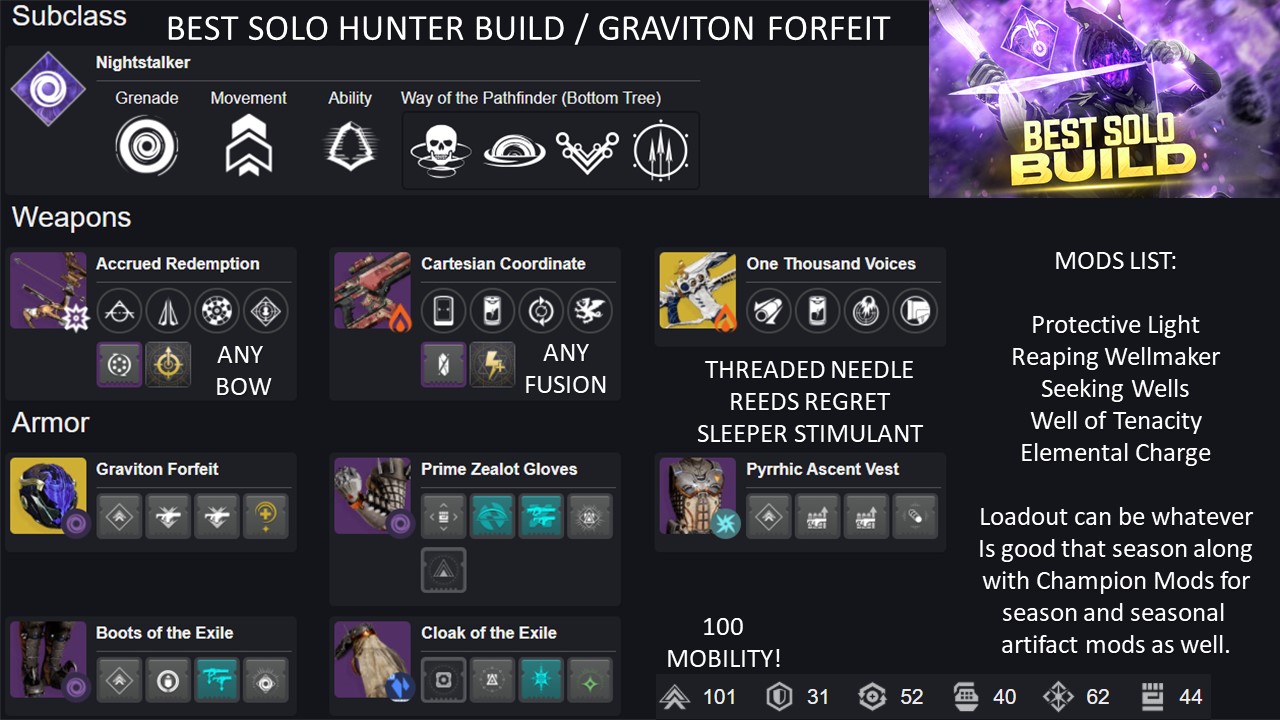 Subclass
BEST SOLO HUNTER BUILD / GRAVITON FORFEIT
Nightstalker
Grenade
Movement
Ability
Way of the Pathfinder (Bottom Tree)
BEST SOLO
BUILD
Weapons
Accrued Redemption
ANY
BOW
Cartesian Coordinate
ANY
FUSION
One Thousand Voices
THREADED NEEDLE
REEDS REGRET
SLEEPER STIMULANT
MODS LIST:
Protective Light
Reaping Wellmaker
Seeking Wells
Well of Tenacity
Elemental Charge
Loadout can be whatever
Is good that season along
with Champion Mods for
season and seasonal
artifact mods as well.
Armor
Graviton Forfeit
Prime Zealot Gloves
Pyrrhic Ascent Vest
Boots of the Exile
Cloak of the Exile
100
MOBILITY!
101
31
52
40
62
44